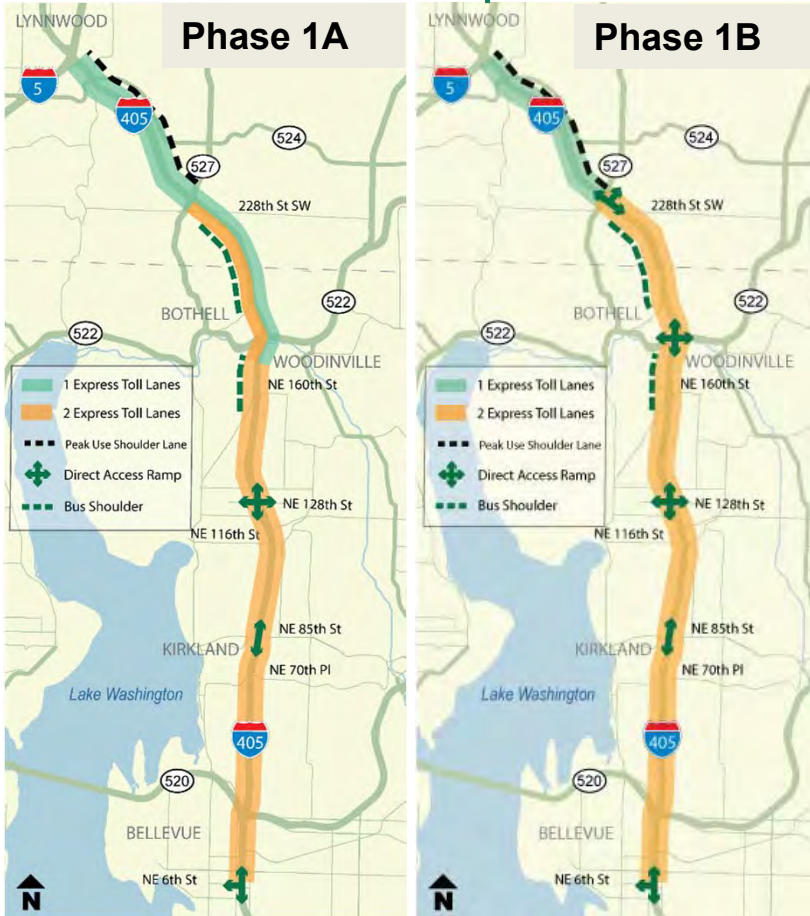 Phase 1A
LYNNWOOD
5
405
524
527
228th St SW
522
BOTHELL
522
WOODINVILLE
1 Express Toll Lanes
2 Express Toll Lanes
Peak Use Shoulder Lane
Direct Access Ramp
Bus Shoulder
NE 160th St
NE 128th St
NE 116th St
NE 85th St
KIRKLAND
NE 70th Pl
Lake Washington
405
520
BELLEVUE
NE 6th St
N
Phase 1B
LYNNWOOD
5
405
524
527
228th St SW
522
BOTHELL
522
WOODINVILLE
1 Express Toll Lanes
2 Express Toll Lanes
Peak Use Shoulder Lane
Direct Access Ramp
Bus Shoulder
NE 160th St
NE 128th St
NE 116th St
NE 85th St
KIRKLAND
NE 70th Pl
Lake Washington
405
520
BELLEVUE
NE 6th St
N